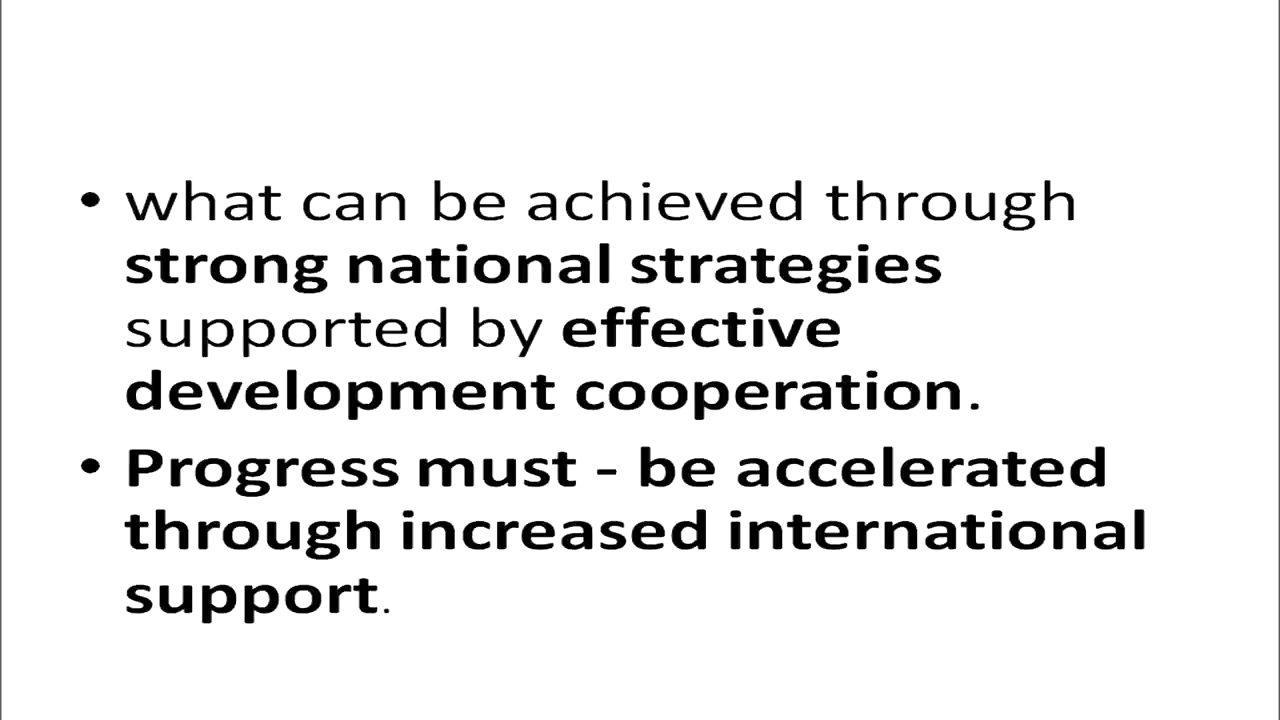 • what can be achieved through
strong national strategies
supported by effective
development cooperation.
• Progress must - be accelerated
through increased international
support.